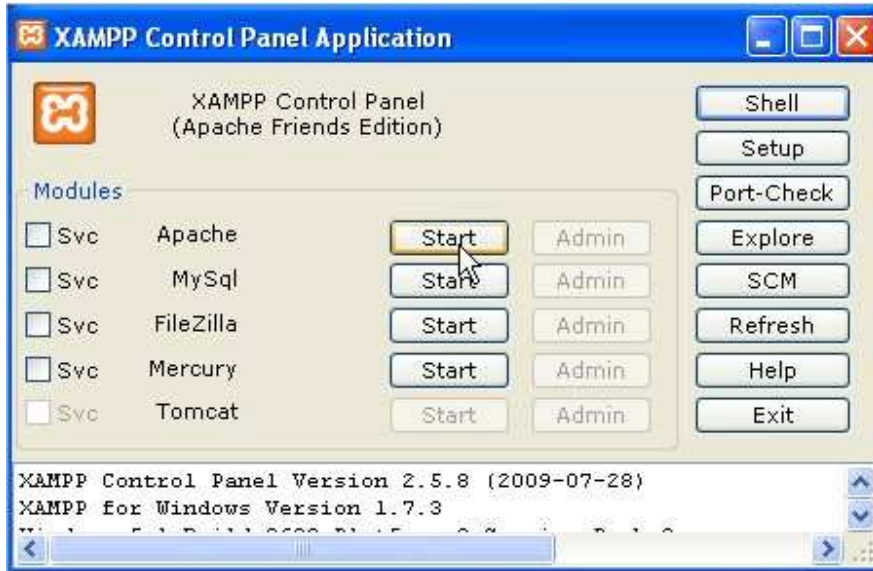 XAMPP Control Panel Application
XAMPP Control Panel
(Apache Friends Edition)
Shell
Setup
Port-Check
Explore
SCM
Refresh
Help
Exit
Modules
Svc Apache Start Admin
Svc MySql Start Admin
Svc FileZilla Start Admin
Svc Mercury Start Admin
Svc Tomcat Start Admin
XAMPP Control Panel Version 2.5.8 (2009-07-28)
XAMPP for Windows Version 1.7.3